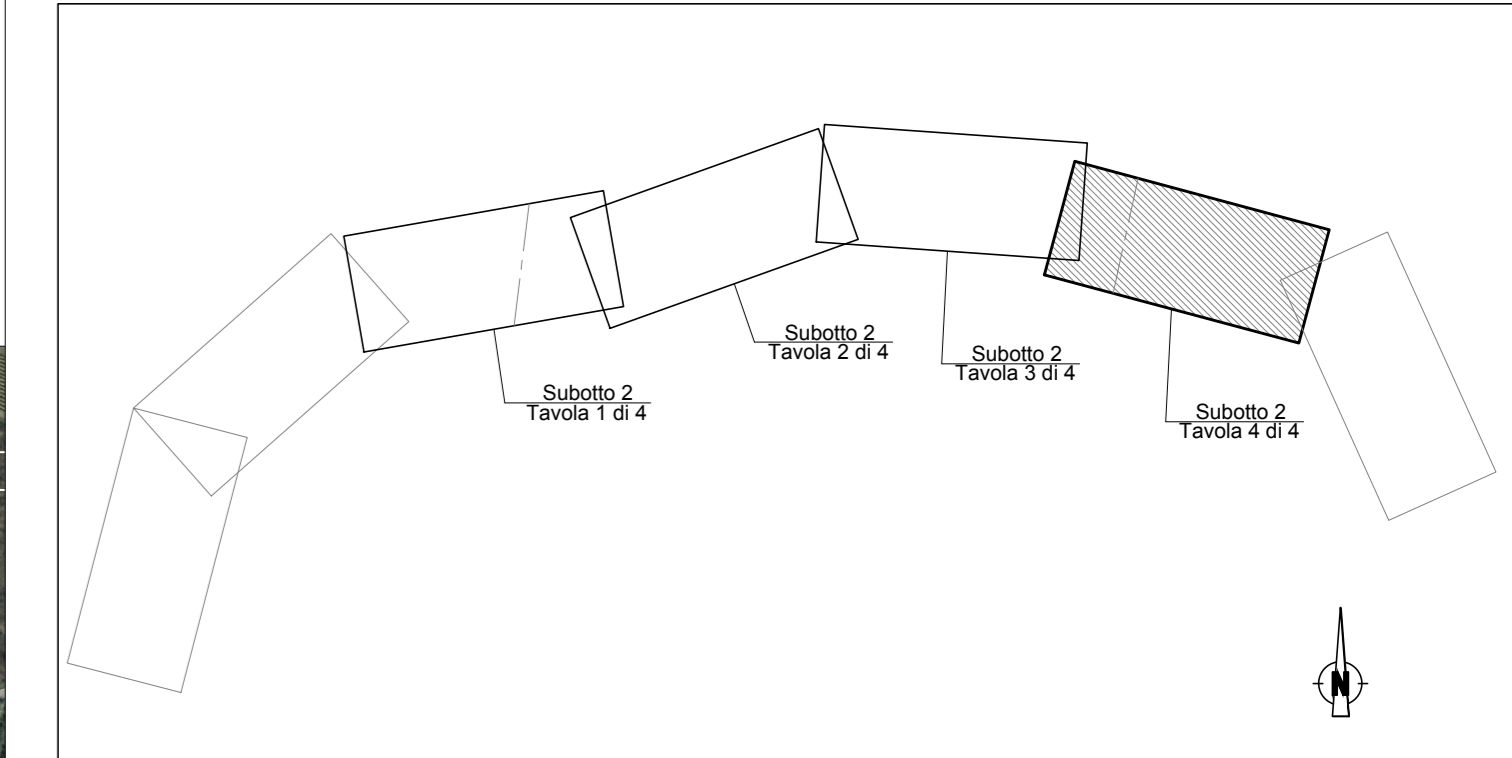 Subotto 2
Tavola 1 di 4
Subotto 2
Tavola 2 di 4
Subotto 2
Tavola 3 di 4
Subotto 2
Tavola 4 di 4
N